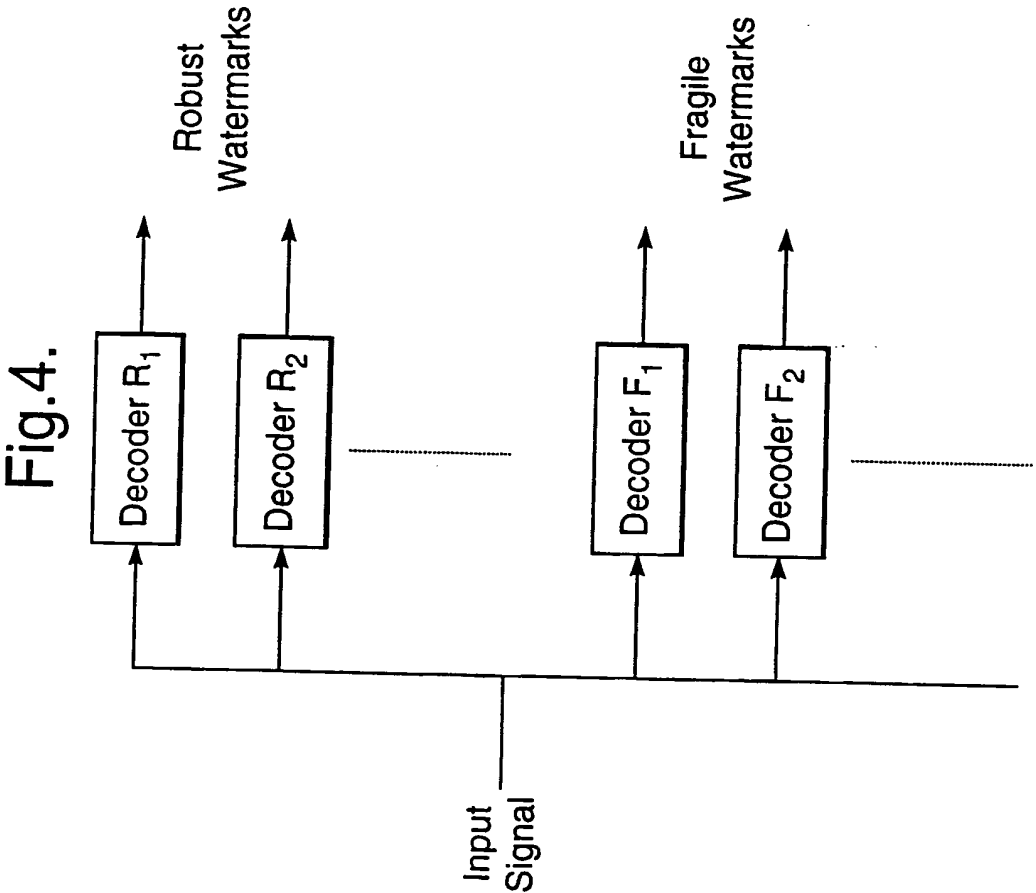 Fig.4.
Input
Signal
Decoder R₁
Decoder R₂
Decoder F₁
Decoder F₂
Robust
Watermarks
Fragile
Watermarks